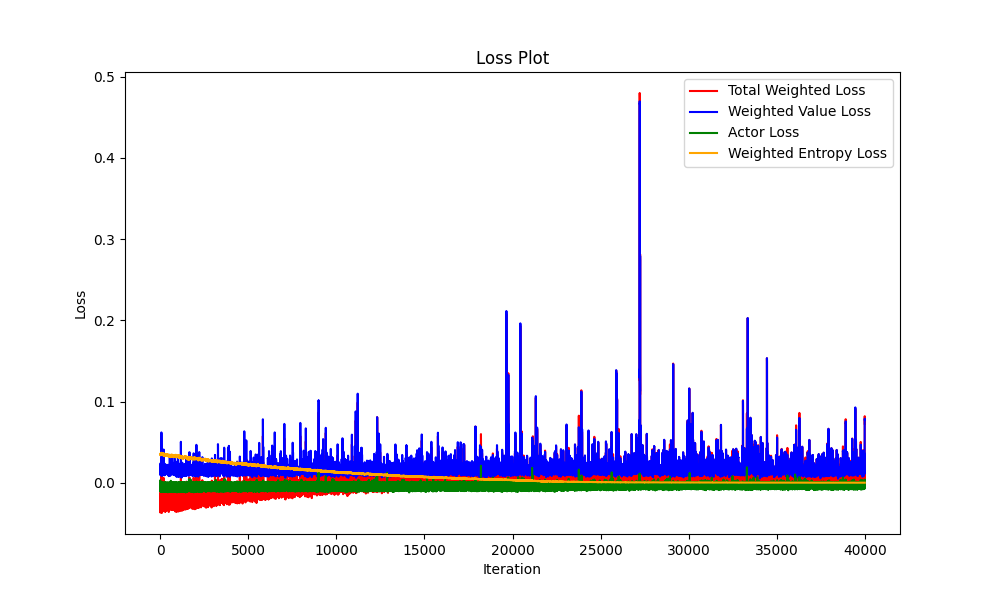 Loss Plot
Total Weighted Loss
Weighted Value Loss
Actor Loss
Weighted Entropy Loss
0.5
0.4
0.3
0.2
0.1
0.0
Loss
0 5000 10000 15000 20000 25000 30000 35000 40000
Iteration